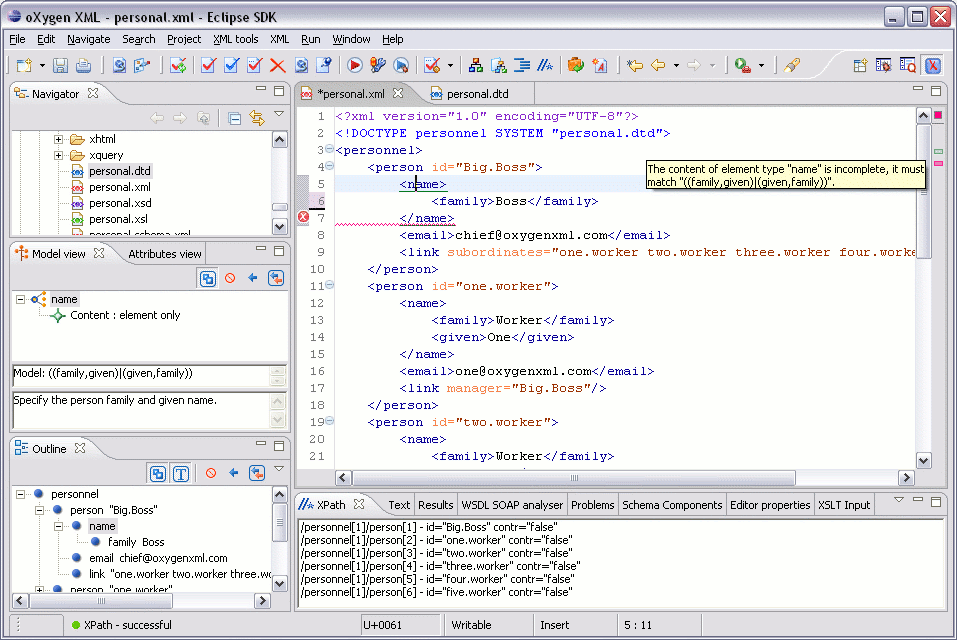 oXygen XML - personal.xml - Eclipse SDK
File Edit Navigate Search Project XML tools XML Run Window Help
Navigator
xhtml
xquery
personal.dtd
personal.xml
personal.xsd
personal.xsl
personal-schema.xml
Model view Attributes view
name
Content : element only
Model: ((family,given)|(given,family))
Specify the person family and given name.
Outline
personnel
person "Big.Boss"
name
family Boss
email chief@oxygenxml.com
link "one.worker two.worker three.wo
person "one.worker"
*personal.xml personal.dtd
1 <?xml version="1.0" encoding="UTF-8"?>
2 <!DOCTYPE personnel SYSTEM "personal.dtd">
3 <personnel>
4 <person id="Big.Boss">
5 <name>
6 <family>Boss</family>
7 </name>
8 <email>chief@oxygenxml.com</email>
9 <link subordinates="one.worker two.worker three.worker four.worke
10 </person>
11 <person id="one.worker">
12 <name>
13 <family>Worker</family>
14 <given>One</given>
15 </name>
16 <email>one@oxygenxml.com</email>
17 <link manager="Big.Boss"/>
18 </person>
19 <person id="two.worker">
20 <name>
21 <family>Worker</family>
The content of element type "name" is incomplete, it must
match "((family,given)|(given,family))".
XPath Text Results WSDL SOAP analyser Problems Schema Components Editor properties XSLT Input
/personnel[1]/person[1] - id="Big.Boss" contr="false"
/personnel[1]/person[2] - id="one.worker" contr="false"
/personnel[1]/person[3] - id="two.worker" contr="false"
/personnel[1]/person[4] - id="three.worker" contr="false"
/personnel[1]/person[5] - id="four.worker" contr="false"
/personnel[1]/person[6] - id="five.worker" contr="false"
XPath - successful U+0061 Writable Insert 5 : 11